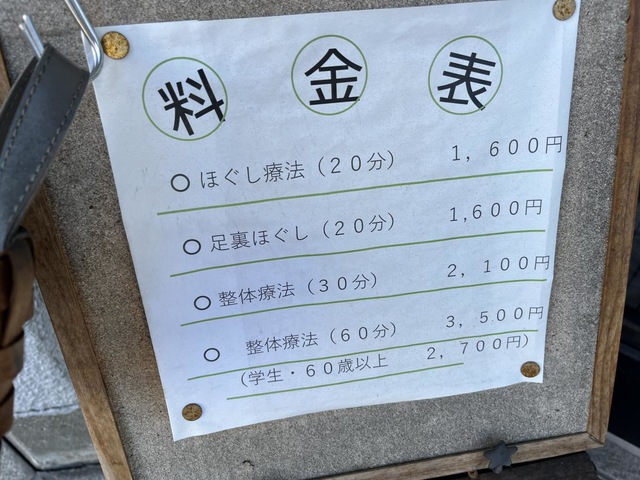 料金表
○ほぐし療法（２０分）　１，６００円
○足裏ほぐし（２０分）　１,６００円
○整体療法（３０分）　２，１００円
○　整体療法（６０分）　３，５００円
（学生・６０歳以上　２，７００円）